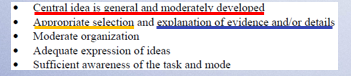 • Central idea is general and moderately developed
• Appropriate selection and explanation of evidence and/or details
• Moderate organization
• Adequate expression of ideas
• Sufficient awareness of the task and mode